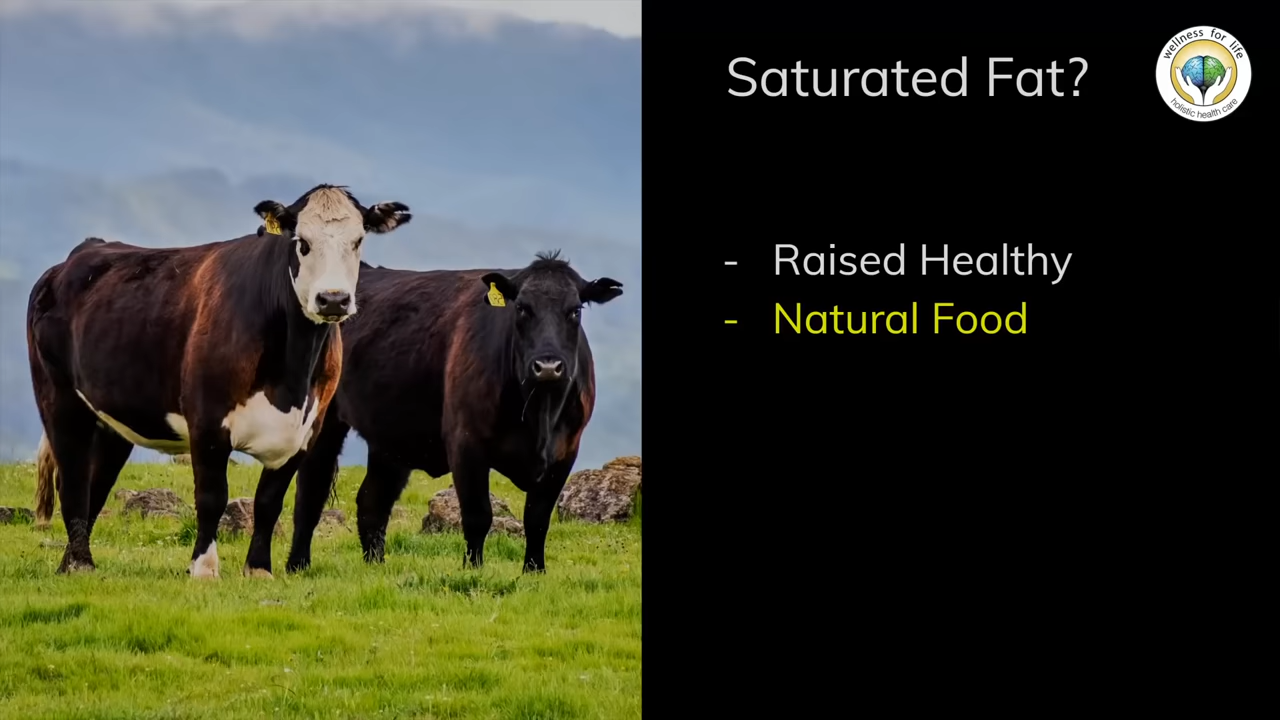 Saturated Fat?
wellness for life
holistic health care
- Raised Healthy
- Natural Food